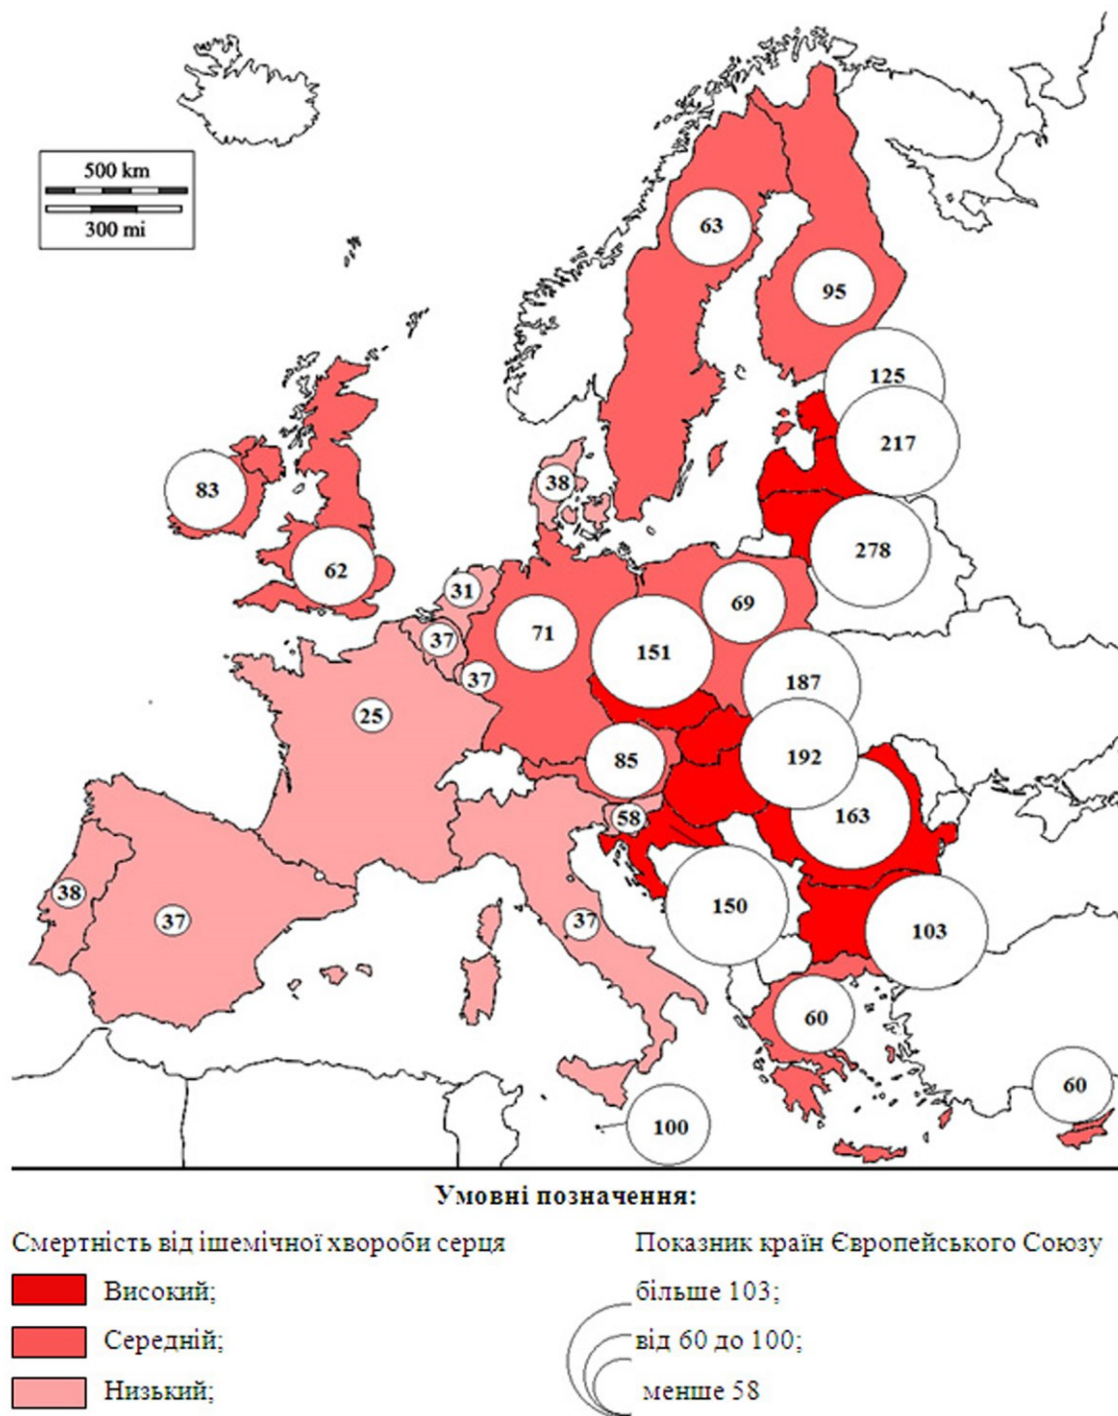 500 km
300 mi
63
95
125
217
83
38
278
62
31
69
71
37
151
37
187
25
85
192
58
163
38
37
150
37
103
60
60
100
Умовні позначення:
Смертність від ішемічної хвороби серця
Показник країн Європейського Союзу
Високий;
більше 103;
Середній;
від 60 до 100;
Низький;
менше 58